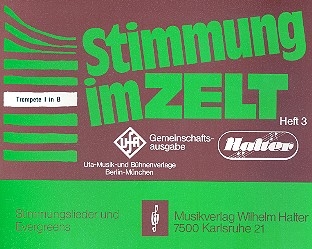 Stimmung
im ZELT
Trompete 1 in B
Heft 3
Ufa
Gemeinschafts-
ausgabe
Halter
Ufa-Musik-und Bühnenverlage
Berlin-München
Stimmungslieder und
Evergreens
Musikverlag Wilhelm Halter
7500 Karlsruhe 21